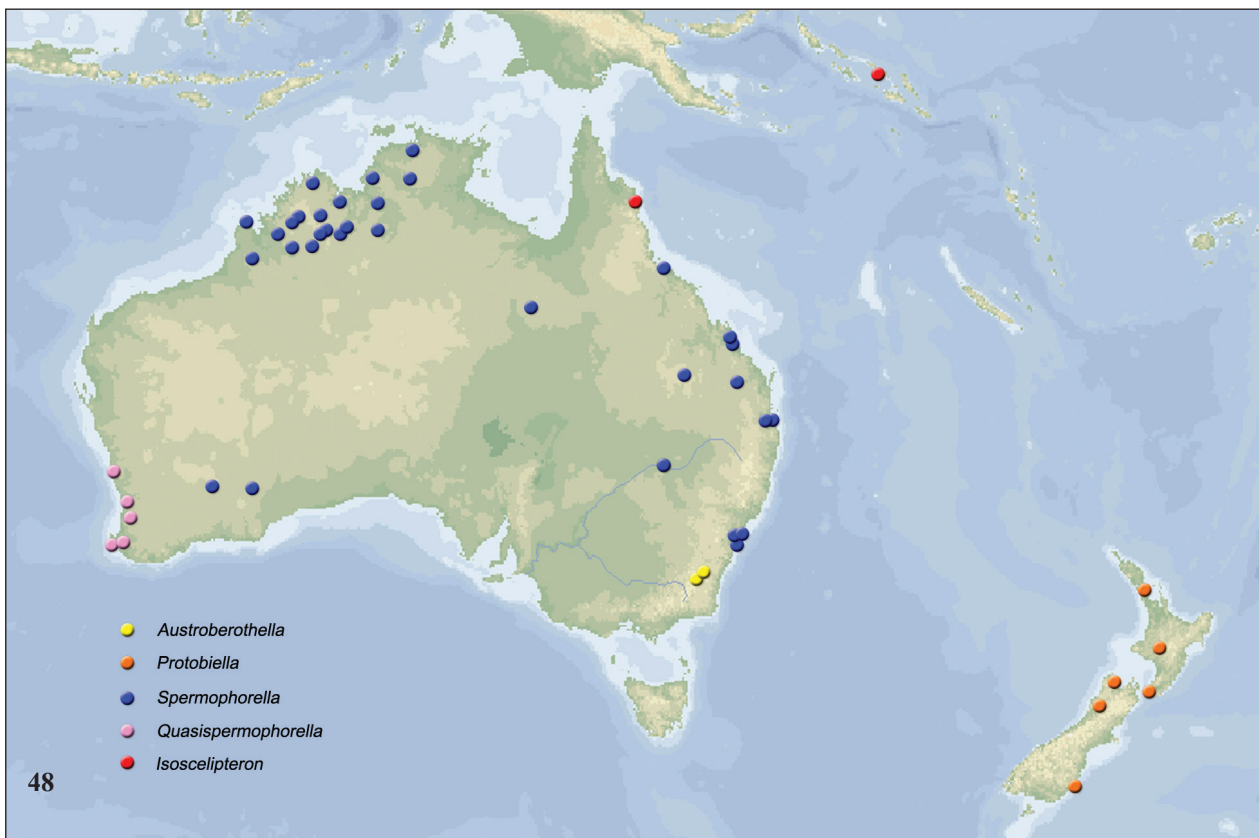 Austroberothella
Protobiella
Spermophorella
Quasispermophorella
Isoscelipteron
48